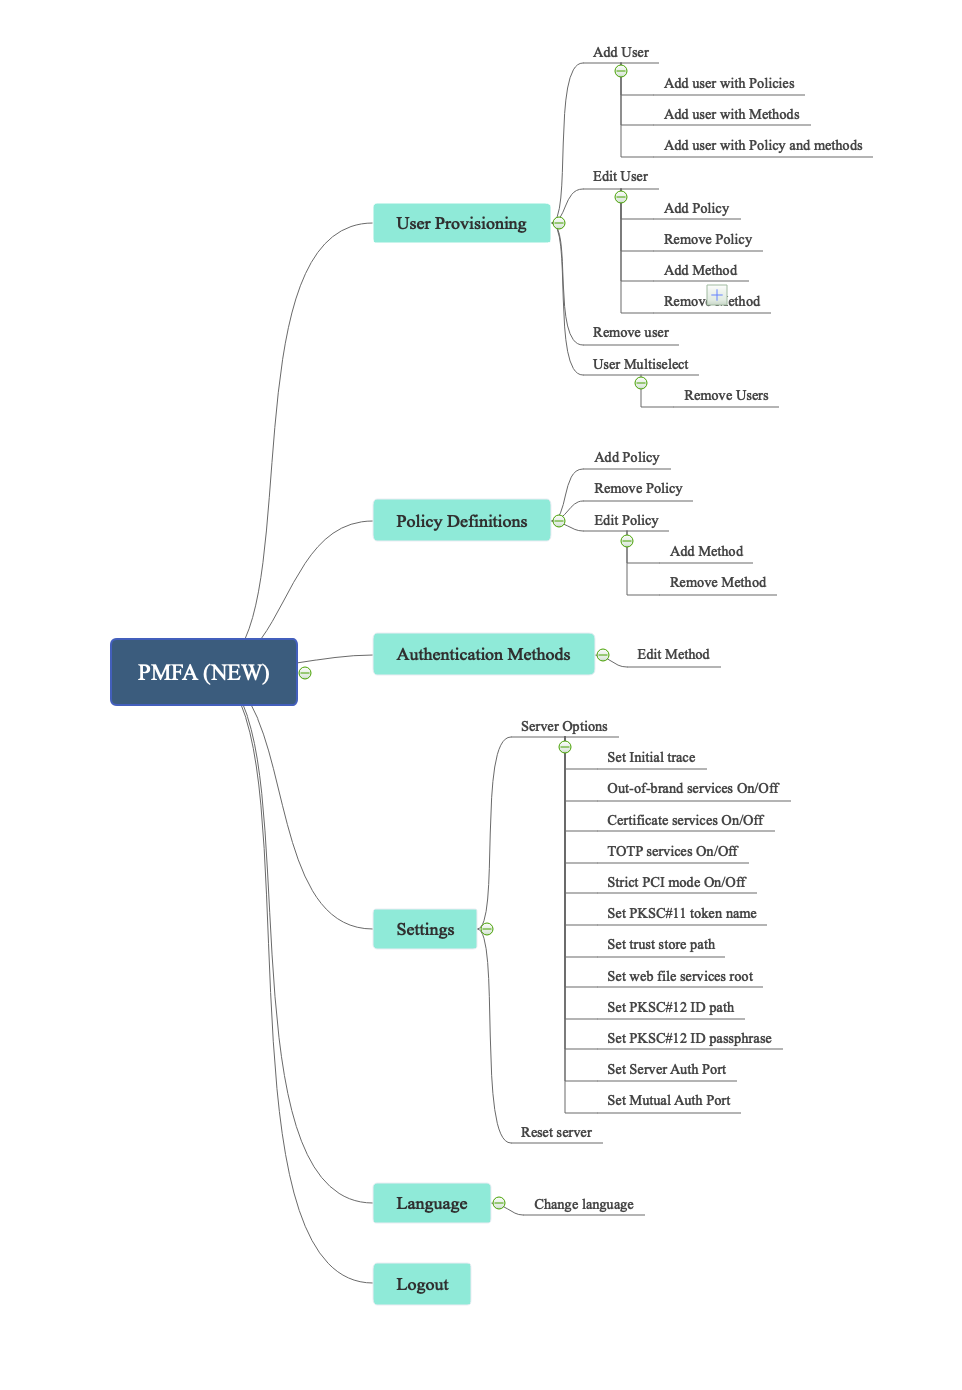 Add User
Add user with Policies
Add user with Methods
Add user with Policy and methods
Edit User
Add Policy
User Provisioning
Remove Policy
Add Method
Remove ethod
Remove user
User Multiselect
Remove Users
Add Policy
Remove Policy
Policy Definitions
Edit Policy
Add Method
Remove Method
Authentication Methods
Edit Method
PMFA (NEW)
Server Options
Set Initial trace
Out-of-brand services On/Off
Certificate services On/Off
TOTP services On/Off
Strict PCI mode On/Off
Set PKSC#11 token name
Settings
Set trust store path
Set web file services root
Set PKSC#12 ID path
Set PKSC#12 ID passphrase
Set Server Auth Port
Set Mutual Auth Port
Reset server
Language
Change language
Logout